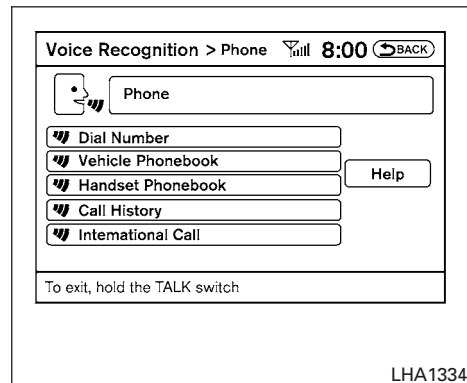 Voice Recognition > Phone 8:00 BACK
Phone
Dial Number
Vehicle Phonebook
Handset Phonebook
Help
Call History
International Call
To exit, hold the TALK switch
LHA1334